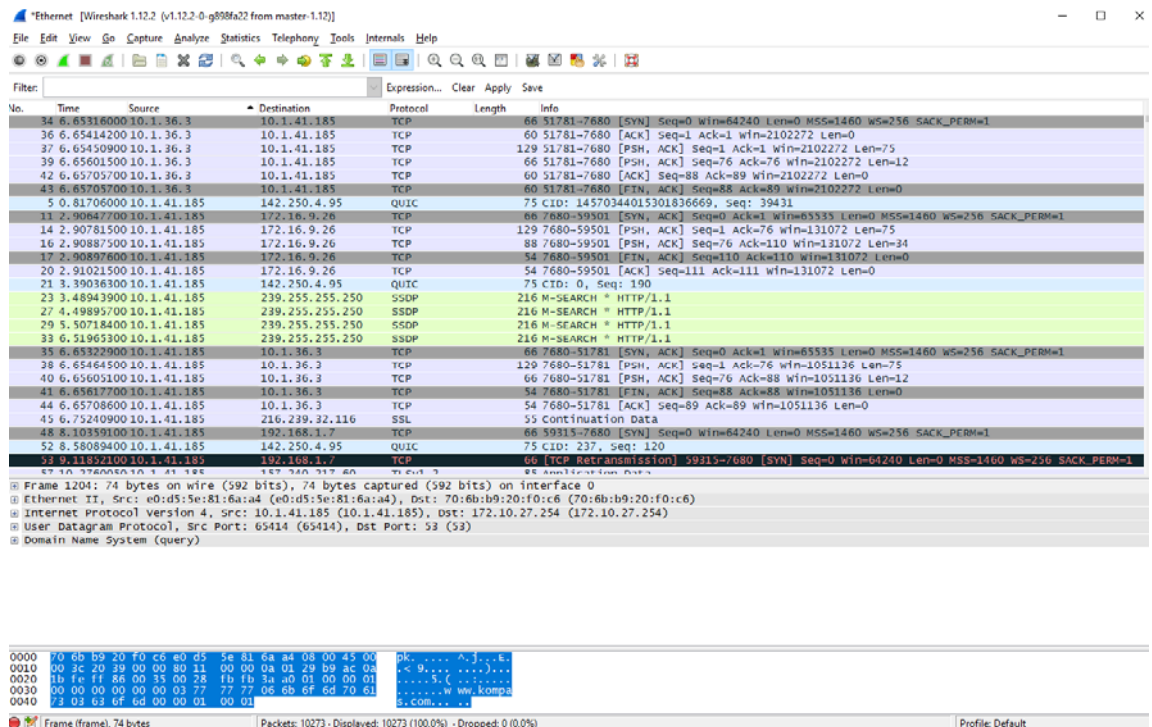 *Ethernet [Wireshark 1.12.2 (v1.12.2-0-g898fa22 from master-1.12)]
File Edit View Go Capture Analyze Statistics Telephony Tools Internals Help
Filter: Expression... Clear Apply Save
No. Time Source Destination Protocol Length Info
34 6.65316000 10.1.36.3 10.1.41.185 TCP 66 51781→7680 [SYN] Seq=0 Win=64240 Len=0 MSS=1460 WS=256 SACK_PERM=1
36 6.65414200 10.1.36.3 10.1.41.185 TCP 60 51781→7680 [ACK] Seq=1 Ack=1 Win=2102272 Len=0
37 6.65450900 10.1.36.3 10.1.41.185 TCP 129 51781→7680 [PSH, ACK] Seq=1 Ack=1 Win=2102272 Len=75
39 6.65601500 10.1.36.3 10.1.41.185 TCP 66 51781→7680 [PSH, ACK] Seq=76 Ack=76 Win=2102272 Len=12
42 6.65705700 10.1.36.3 10.1.41.185 TCP 60 51781→7680 [ACK] Seq=88 Ack=89 Win=2102272 Len=0
43 6.65705700 10.1.36.3 10.1.41.185 TCP 60 51781→7680 [FIN, ACK] Seq=88 Ack=89 Win=2102272 Len=0
5 0.81706000 10.1.41.185 142.250.4.95 QUIC 75 CID: 14570344015301836669, Seq: 39431
11 2.90647700 10.1.41.185 172.16.9.26 TCP 66 7680→59501 [SYN, ACK] Seq=0 Ack=1 Win=65535 Len=0 MSS=1460 WS=256 SACK_PERM=1
14 2.90781500 10.1.41.185 172.16.9.26 TCP 129 7680→59501 [PSH, ACK] Seq=1 Ack=76 Win=131072 Len=75
16 2.90887500 10.1.41.185 172.16.9.26 TCP 88 7680→59501 [PSH, ACK] Seq=76 Ack=110 Win=131072 Len=34
17 2.90897600 10.1.41.185 172.16.9.26 TCP 54 7680→59501 [FIN, ACK] Seq=110 Ack=110 Win=131072 Len=0
20 2.91021500 10.1.41.185 172.16.9.26 TCP 54 7680→59501 [ACK] Seq=111 Ack=111 Win=131072 Len=0
21 3.39036300 10.1.41.185 142.250.4.95 QUIC 75 CID: 0, Seq: 190
23 3.48943900 10.1.41.185 239.255.255.250 SSDP 216 M-SEARCH * HTTP/1.1
27 4.49895700 10.1.41.185 239.255.255.250 SSDP 216 M-SEARCH * HTTP/1.1
29 5.50718400 10.1.41.185 239.255.255.250 SSDP 216 M-SEARCH * HTTP/1.1
33 6.51965300 10.1.41.185 239.255.255.250 SSDP 216 M-SEARCH * HTTP/1.1
35 6.65322900 10.1.41.185 10.1.36.3 TCP 66 7680→51781 [SYN, ACK] Seq=0 Ack=1 Win=65535 Len=0 MSS=1460 WS=256 SACK_PERM=1
38 6.65464500 10.1.41.185 10.1.36.3 TCP 129 7680→51781 [PSH, ACK] Seq=1 Ack=76 Win=1051136 Len=75
40 6.65605100 10.1.41.185 10.1.36.3 TCP 66 7680→51781 [PSH, ACK] Seq=76 Ack=88 Win=1051136 Len=12
41 6.65617700 10.1.41.185 10.1.36.3 TCP 54 7680→51781 [FIN, ACK] Seq=88 Ack=88 Win=1051136 Len=0
44 6.65708600 10.1.41.185 10.1.36.3 TCP 54 7680→51781 [ACK] Seq=89 Ack=89 Win=1051136 Len=0
45 6.75240900 10.1.41.185 216.239.32.116 SSL 55 Continuation Data
48 8.10359100 10.1.41.185 192.168.1.7 TCP 66 59315→7680 [SYN] Seq=0 Win=64240 Len=0 MSS=1460 WS=256 SACK_PERM=1
52 8.58089400 10.1.41.185 142.250.4.95 QUIC 75 CID: 237, Seq: 120
53 9.11852100 10.1.41.185 192.168.1.7 TCP 66 [TCP Retransmission] 59315→7680 [SYN] Seq=0 Win=64240 Len=0 MSS=1460 WS=256 SACK_PERM=1
57 10.2760050 10.1.41.185 157.240.217.60 TLSv1.2 85 Application Data
Frame 1204: 74 bytes on wire (592 bits), 74 bytes captured (592 bits) on interface 0
Ethernet II, Src: e0:d5:5e:81:6a:a4 (e0:d5:5e:81:6a:a4), Dst: 70:6b:b9:20:f0:c6 (70:6b:b9:20:f0:c6)
Internet Protocol Version 4, Src: 10.1.41.185 (10.1.41.185), Dst: 172.10.27.254 (172.10.27.254)
User Datagram Protocol, Src Port: 65414 (65414), Dst Port: 53 (53)
Domain Name System (query)
0000 70 6b b9 20 f0 c6 e0 d5 5e 81 6a a4 08 00 45 00 pk. .... ^.j...E.
0010 00 3c 20 39 00 00 80 11 00 00 0a 01 29 b9 ac 0a .< 9.... ....)...
0020 1b fe ff 86 00 35 00 28 fb fb 3a a0 01 00 00 01 .....5.( ..:.....
0030 00 00 00 00 00 00 03 77 77 77 06 6b 6f 6d 70 61 .......w ww.kompa
0040 73 03 63 6f 6d 00 00 01 00 01 s.com... ..
Frame (frame), 74 bytes Packets: 10273 · Displayed: 10273 (100.0%) · Dropped: 0 (0.0%) Profile: Default